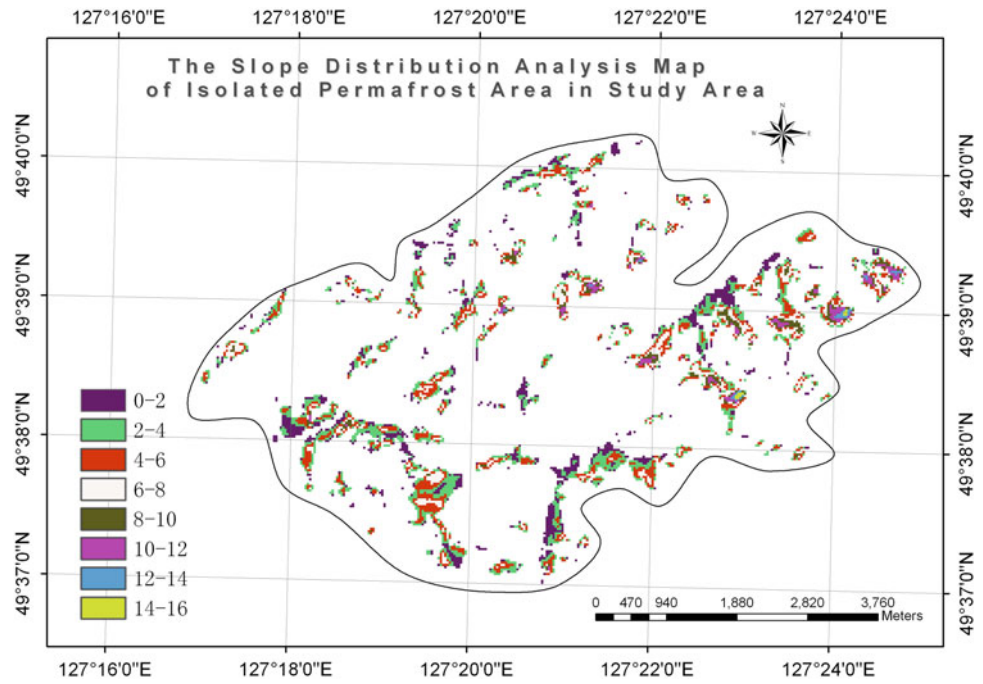 127°16'0"E 127°18'0"E 127°20'0"E 127°22'0"E 127°24'0"E
The Slope Distribution Analysis Map
of Isolated Permafrost Area in Study Area
N
W E
S
49°40'0"N 49°40'0"N
49°39'0"N 49°39'0"N
49°38'0"N 49°38'0"N
49°37'0"N 49°37'0"N
0-2
2-4
4-6
6-8
8-10
10-12
12-14
14-16
0 470 940 1,880 2,820 3,760
Meters
127°16'0"E 127°18'0"E 127°20'0"E 127°22'0"E 127°24'0"E